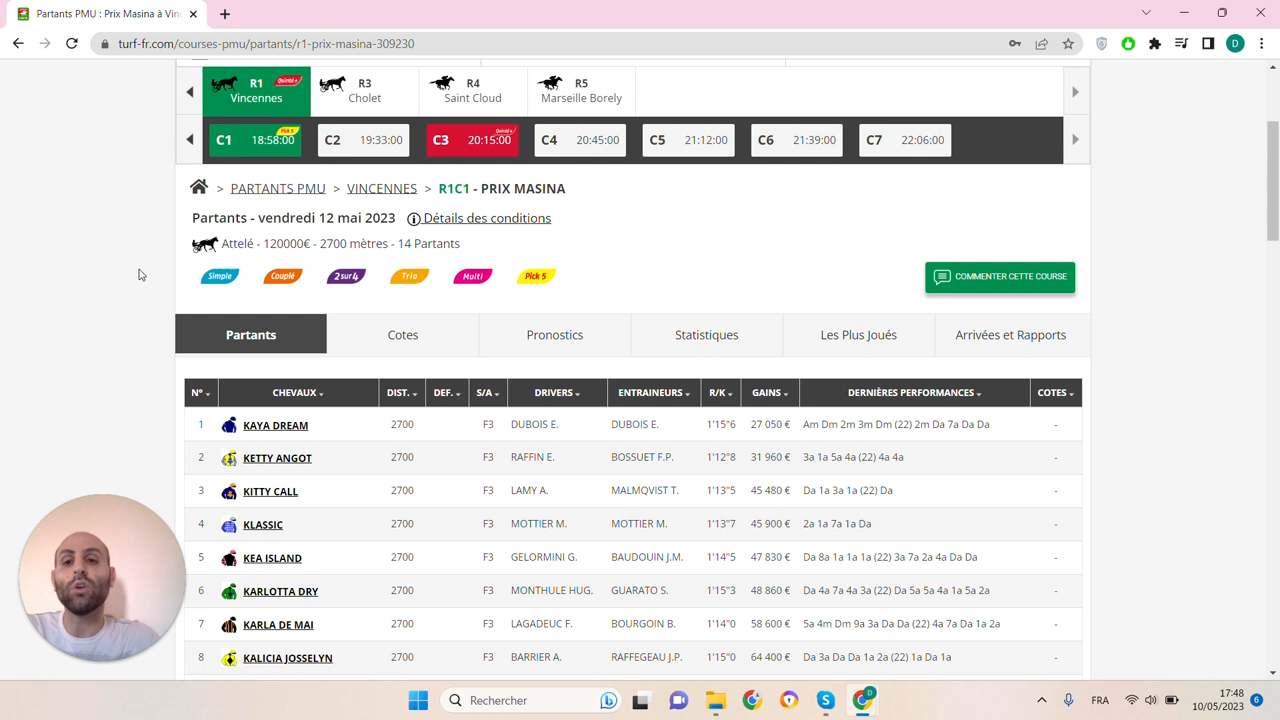 Partants PMU : Prix Masina à Vin
turf-fr.com/courses-pmu/partants/r1-prix-masina-309230
D
R1 Quinté+
Vincennes
R3
Cholet
R4
Saint Cloud
R5
Marseille Borely
C1 18:58:00 Pick 5
C2 19:33:00
C3 20:15:00 Quinté+
C4 20:45:00
C5 21:12:00
C6 21:39:00
C7 22:06:00
> PARTANTS PMU > VINCENNES > R1C1 - PRIX MASINA
Partants - vendredi 12 mai 2023 Détails des conditions
Attelé - 120000€ - 2700 mètres - 14 Partants
Simple Couplé 2sur4 Trio Multi Pick 5
COMMENTER CETTE COURSE
Partants Cotes Pronostics Statistiques Les Plus Joués Arrivées et Rapports
N° CHEVAUX DIST. DEF. S/A DRIVERS ENTRAINEURS R/K GAINS DERNIÈRES PERFORMANCES COTES
1 KAYA DREAM 2700 F3 DUBOIS E. DUBOIS E. 1'15"6 27 050 € Am Dm 2m 3m Dm (22) 2m Da 7a Da Da -
2 KETTY ANGOT 2700 F3 RAFFIN E. BOSSUET F.P. 1'12"8 31 960 € 3a 1a 5a 4a (22) 4a 4a -
3 KITTY CALL 2700 F3 LAMY A. MALMQVIST T. 1'13"5 45 480 € Da 1a 3a 1a (22) Da -
4 KLASSIC 2700 F3 MOTTIER M. MOTTIER M. 1'13"7 45 900 € 2a 1a 7a 1a Da -
5 KEA ISLAND 2700 F3 GELORMINI G. BAUDOUIN J.M. 1'14"5 47 830 € Da 8a 1a 1a 1a (22) 3a 7a 2a 4a Da Da -
6 KARLOTTA DRY 2700 F3 MONTHULE HUG. GUARATO S. 1'15"3 48 860 € Da 4a 7a 4a 3a (22) Da 5a 5a 4a 1a 5a 2a -
7 KARLA DE MAI 2700 F3 LAGADEUC F. BOURGOIN B. 1'14"0 58 600 € 5a 4m Dm 9a 3a Da Da (22) 4a 7a Da 1a 2a -
8 KALICIA JOSSELYN 2700 F3 BARRIER A. RAFFEGEAU J.P. 1'15"0 64 400 € Da 3a Da Da 1a 2a (22) 1a Da 1a -
Rechercher
FRA
17:48
10/05/2023
6